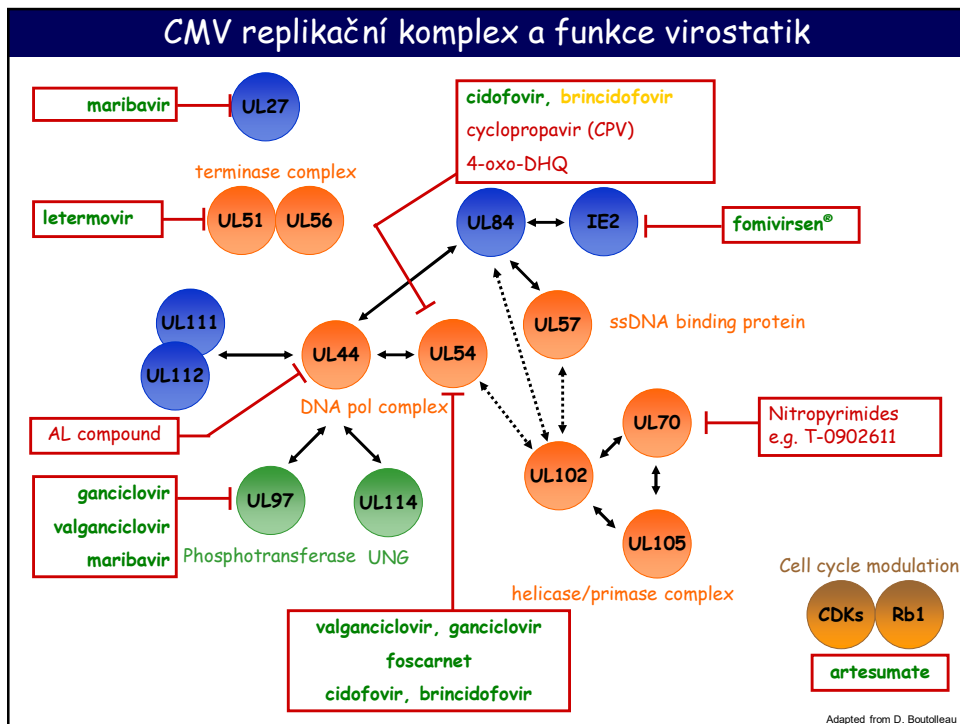 CMV replikační komplex a funkce virostatik
maribavir
UL27
cidofovir, brincidofovir
cyclopropavir (CPV)
4-oxo-DHQ
terminase complex
letermovir
UL51
UL56
UL84
IE2
fomivirsen®
UL111
UL112
UL44
UL54
UL57
ssDNA binding protein
DNA pol complex
AL compound
UL70
Nitropyrimides
e.g. T-0902611
UL102
ganciclovir
valganciclovir
maribavir
UL97
UL114
Phosphotransferase
UNG
UL105
helicase/primase complex
Cell cycle modulation
CDKs
Rb1
artesumate
valganciclovir, ganciclovir
foscarnet
cidofovir, brincidofovir
Adapted from D. Boutolleau